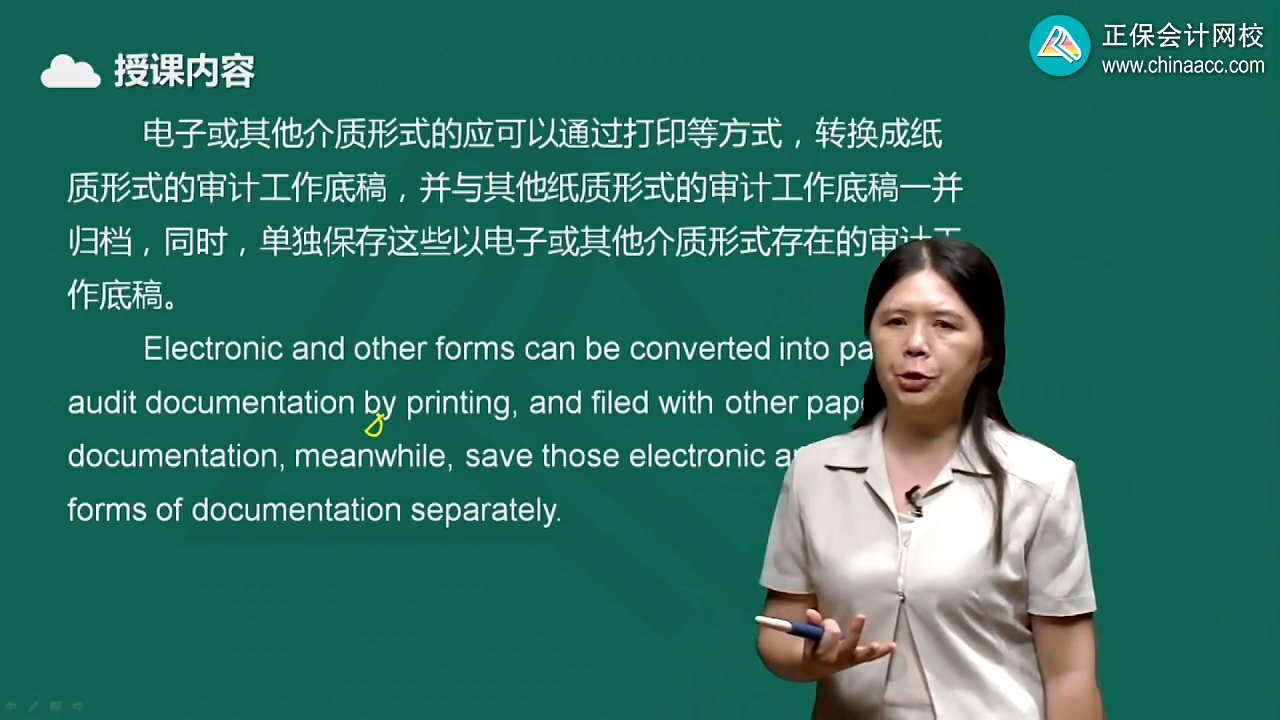 正保会计网校
www.chinaacc.com
授课内容
电子或其他介质形式的应可以通过打印等方式，转换成纸
质形式的审计工作底稿，并与其他纸质形式的审计工作底稿一并
归档，同时，单独保存这些以电子或其他介质形式存在的审计工
作底稿。
Electronic and other forms can be converted into
audit documentation by printing, and filed with other
documentation, meanwhile, save those electronic
forms of documentation separately.